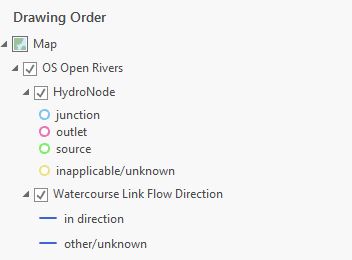 Drawing Order
Map
OS Open Rivers
HydroNode
junction
outlet
source
inapplicable/unknown
Watercourse Link Flow Direction
in direction
other/unknown